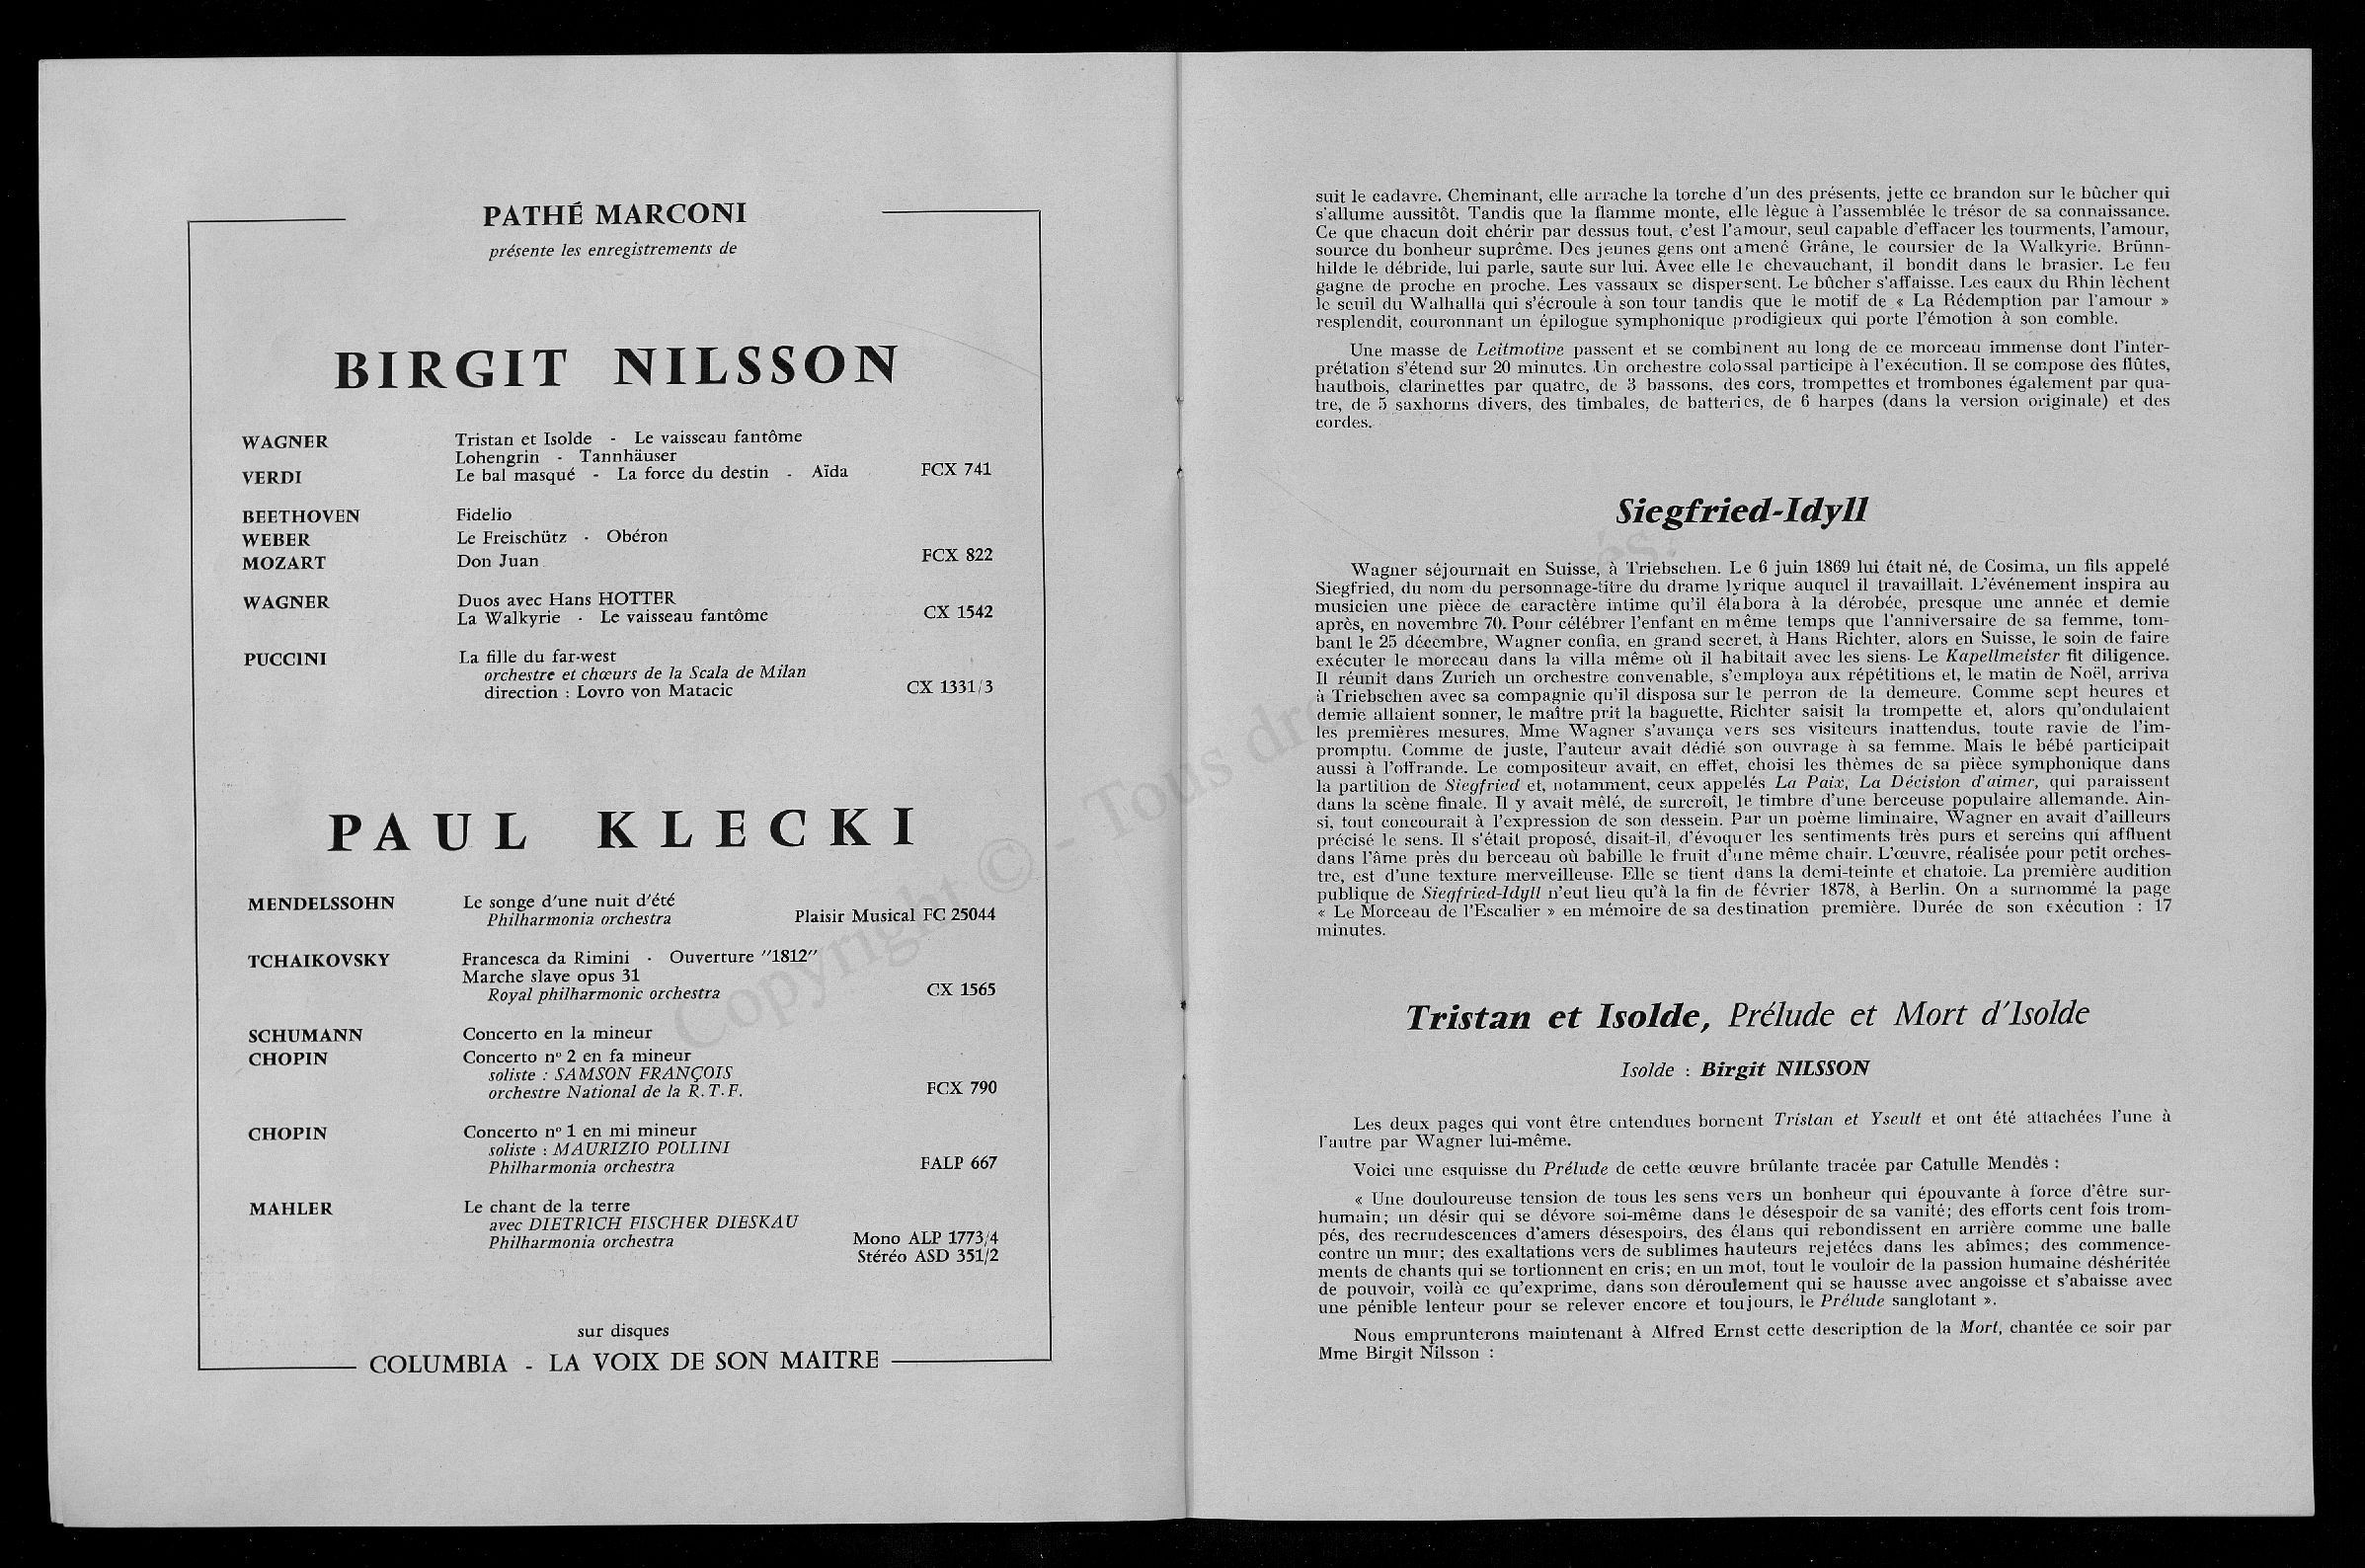 PATHÉ MARCONI
présente les enregistrements de
BIRGIT NILSSON
WAGNER Tristan et Isolde - Le vaisseau fantôme
Lohengrin - Tannhäuser
VERDI Le bal masqué - La force du destin - Aïda FCX 741
BEETHOVEN Fidelio
WEBER Le Freischütz - Obéron
MOZART Don Juan FCX 822
WAGNER Duos avec Hans HOTTER
La Walkyrie - Le vaisseau fantôme CX 1542
PUCCINI La fille du far-west
orchestre et chœurs de la Scala de Milan
direction : Lovro von Matacic CX 1331/3
PAUL KLECKI
MENDELSSOHN Le songe d'une nuit d'été
Philharmonia orchestra Plaisir Musical FC 25044
TCHAIKOVSKY Francesca da Rimini - Ouverture "1812"
Marche slave opus 31
Royal philharmonic orchestra CX 1565
SCHUMANN Concerto en la mineur
CHOPIN Concerto n° 2 en fa mineur
soliste : SAMSON FRANÇOIS
orchestre National de la R.T.F. FCX 790
CHOPIN Concerto n° 1 en mi mineur
soliste : MAURIZIO POLLINI
Philharmonia orchestra FALP 667
MAHLER Le chant de la terre
avec DIETRICH FISCHER DIESKAU
Philharmonia orchestra Mono ALP 1773/4
Stéréo ASD 351/2
sur disques
COLUMBIA - LA VOIX DE SON MAITRE
suit le cadavre. Cheminant, elle arrache la torche d'un des présents, jette ce brandon sur le bûcher qui
s'allume aussitôt. Tandis que la flamme monte, elle lègue à l'assemblée le trésor de sa connaissance.
Ce que chacun doit chérir par dessus tout, c'est l'amour, seul capable d'effacer les tourments, l'amour,
source du bonheur suprême. Des jeunes gens ont amené Grâne, le coursier de la Walkyrie. Brünn-
hilde le débride, lui parle, saute sur lui. Avec elle le chevauchant, il bondit dans le brasier. Le feu
gagne de proche en proche. Les vassaux se dispersent. Le bûcher s'affaisse. Les eaux du Rhin lèchent
le seuil du Walhalla qui s'écroule à son tour tandis que le motif de « La Rédemption par l'amour »
resplendit, couronnant un épilogue symphonique prodigieux qui porte l'émotion à son comble.
Une masse de Leitmotive passent et se combinent au long de ce morceau immense dont l'inter-
prétation s'étend sur 20 minutes. Un orchestre colossal participe à l'exécution. Il se compose des flûtes,
hautbois, clarinettes par quatre, de 3 bassons, des cors, trompettes et trombones également par qua-
tre, de 5 saxhorns divers, des timbales, de batteries, de 6 harpes (dans la version originale) et des
cordes.
Siegfried-Idyll
Wagner séjournait en Suisse, à Triebschen. Le 6 juin 1869 lui était né, de Cosima, un fils appelé
Siegfried, du nom du personnage-titre du drame lyrique auquel il travaillait. L'événement inspira au
musicien une pièce de caractère intime qu'il élabora à la dérobée, presque une année et demie
après, en novembre 70. Pour célébrer l'enfant en même temps que l'anniversaire de sa femme, tom-
bant le 25 décembre, Wagner confia, en grand secret, à Hans Richter, alors en Suisse, le soin de faire
exécuter le morceau dans la villa même où il habitait avec les siens. Le Kapellmeister fit diligence.
Il réunit dans Zurich un orchestre convenable, s'employa aux répétitions et, le matin de Noël, arriva
à Triebschen avec sa compagnie qu'il disposa sur le perron de la demeure. Comme sept heures et
demie allaient sonner, le maître prit la baguette, Richter saisit la trompette et, alors qu'ondulaient
les premières mesures, Mme Wagner s'avança vers ses visiteurs inattendus, toute ravie de l'im-
promptu. Comme de juste, l'auteur avait dédié son ouvrage à sa femme. Mais le bébé participait
aussi à l'offrande. Le compositeur avait, en effet, choisi les thèmes de sa pièce symphonique dans
la partition de Siegfried et, notamment, ceux appelés La Paix, La Décision d'aimer, qui paraissent
dans la scène finale. Il y avait mêlé, de surcroît, le timbre d'une berceuse populaire allemande. Ain-
si, tout concourait à l'expression de son dessein. Par un poème liminaire, Wagner en avait d'ailleurs
précisé le sens. Il s'était proposé, disait-il, d'évoquer les sentiments très purs et sereins qui affluent
dans l'âme près du berceau où babille le fruit d'une même chair. L'œuvre, réalisée pour petit orches-
tre, est d'une texture merveilleuse. Elle se tient dans la demi-teinte et chatoie. La première audition
publique de Siegfried-Idyll n'eut lieu qu'à la fin de février 1878, à Berlin. On a surnommé la page
« Le Morceau de l'Escalier » en mémoire de sa destination première. Durée de son exécution : 17
minutes.
Tristan et Isolde, Prélude et Mort d'Isolde
Isolde : Birgit NILSSON
Les deux pages qui vont être entendues bornent Tristan et Yseult et ont été attachées l'une à
l'autre par Wagner lui-même.
Voici une esquisse du Prélude de cette œuvre brûlante tracée par Catulle Mendès :
« Une douloureuse tension de tous les sens vers un bonheur qui épouvante à force d'être sur-
humain; un désir qui se dévore soi-même dans le désespoir de sa vanité; des efforts cent fois trom-
pés, des recrudescences d'amers désespoirs, des élans qui rebondissent en arrière comme une balle
contre un mur; des exaltations vers de sublimes hauteurs rejetées dans les abîmes; des commence-
ments de chants qui se tortionnent en cris; en un mot, tout le vouloir de la passion humaine déshéritée
de pouvoir, voilà ce qu'exprime, dans son déroulement qui se hausse avec angoisse et s'abaisse avec
une pénible lenteur pour se relever encore et toujours, le Prélude sanglotant ».
Nous emprunterons maintenant à Alfred Ernst cette description de la Mort, chantée ce soir par
Mme Birgit Nilsson :